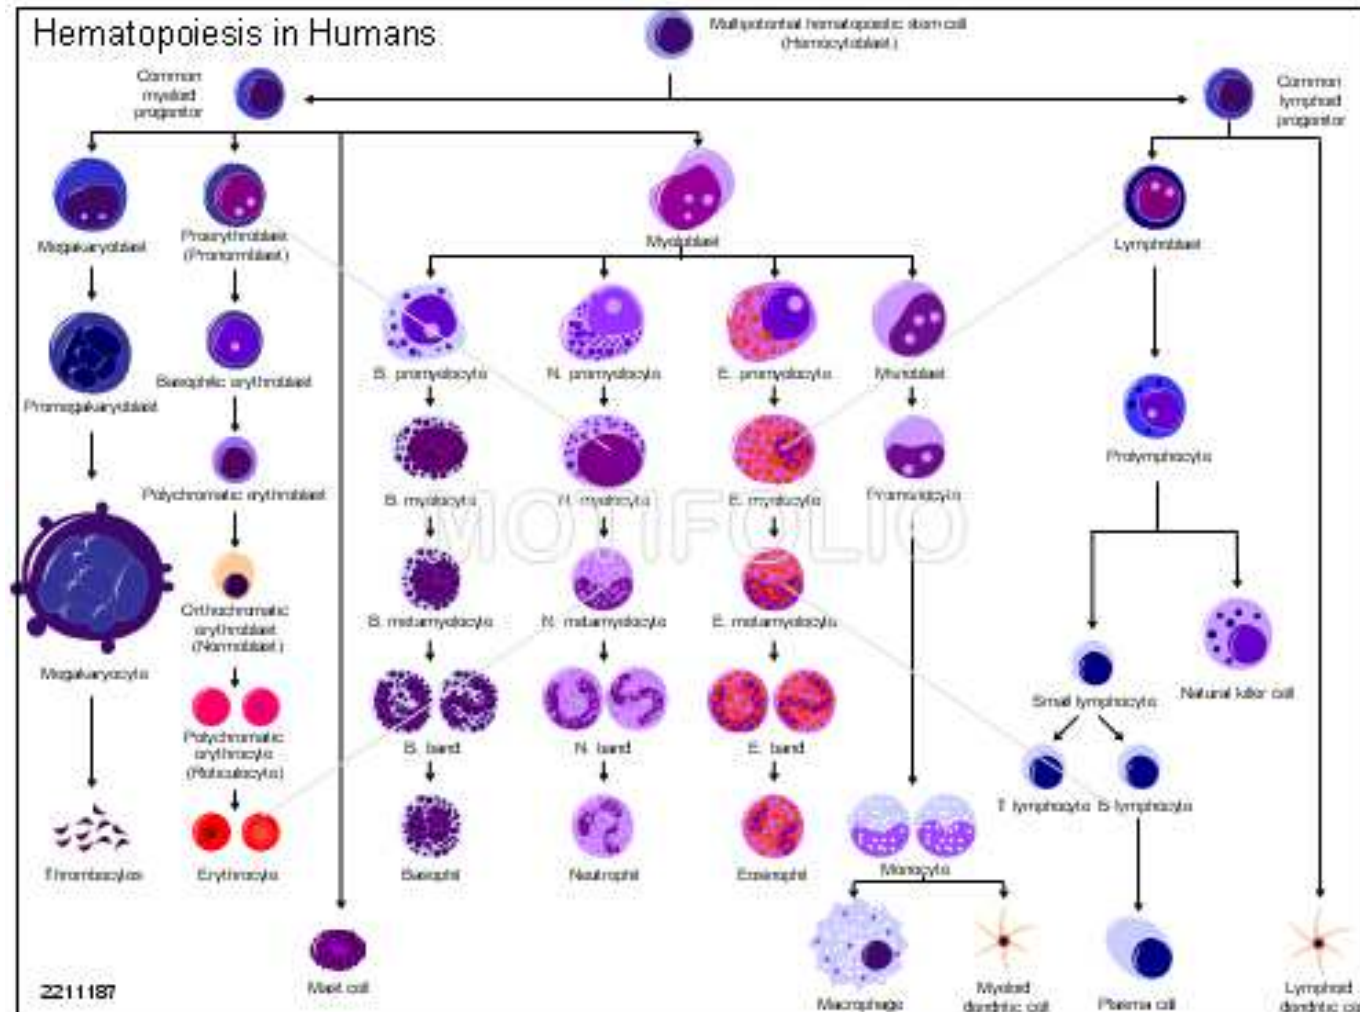 Hematopoiesis in Humans
Multipotential hematopoietic stem cell
(Hemocytoblast)
Common
myeloid
progenitor
Common
lymphoid
progenitor
Megakaryoblast
Proerythroblast
(Pronormblast)
Myeloblast
Lymphoblast
B. promyelocyte
N. promyelocyte
E. promyelocyte
Monoblast
Promegakaryoblast
Basophilic erythroblast
Polychromatic erythroblast
B. myelocyte
N. myelocyte
E. myelocyte
Promonocyte
Prolymphocyte
MOTIFOLIO
Orthochromatic
erythroblast
(Normoblast)
B. metamyelocyte
N. metamyelocyte
E. metamyelocyte
Megakaryocyte
Small lymphocyte
Natural killer cell
Polychromatic
erythrocyte
(Reticulocyte)
B. band
N. band
E. band
T lymphocyte
B lymphocyte
Thrombocytes
Erythrocyte
Basophil
Neutrophil
Eosinophil
Monocyte
Mast cell
Macrophage
Myeloid
dendritic cell
Plasma cell
Lymphoid
dendritic cell
2211187